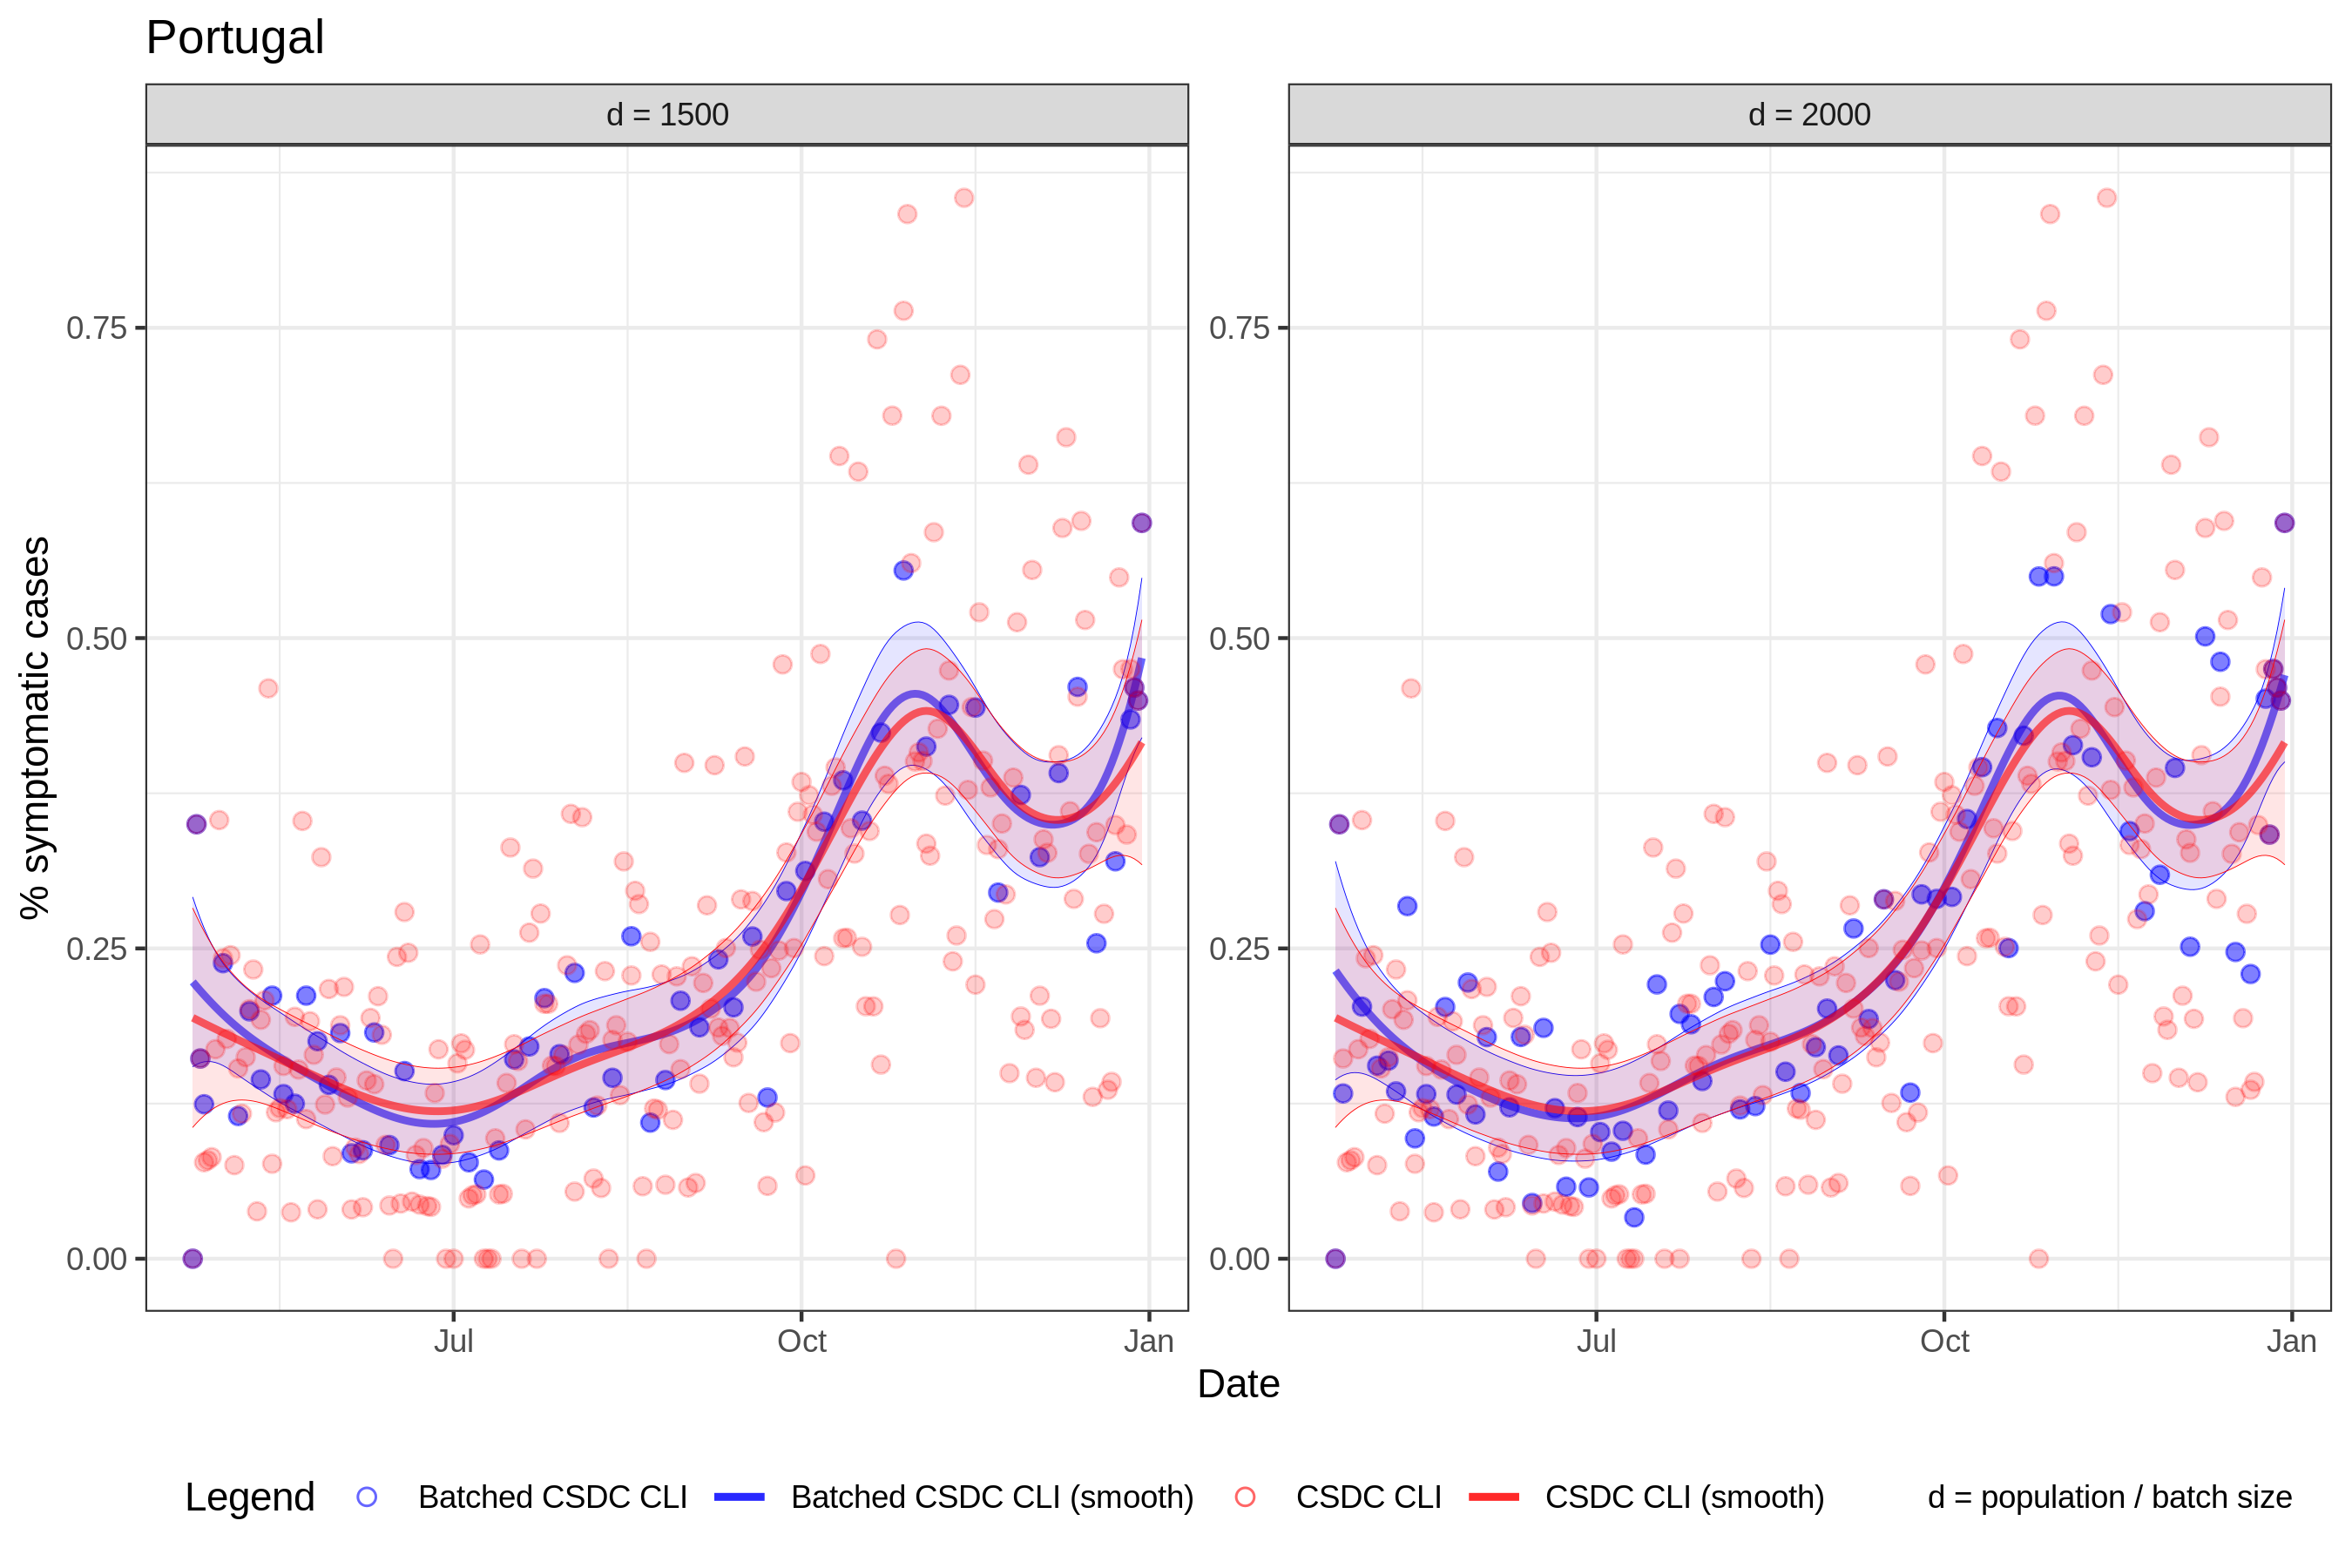 Portugal
d = 1500
d = 2000
% symptomatic cases
0.75
0.50
0.25
0.00
0.75
0.50
0.25
0.00
Jul
Oct
Jan
Jul
Oct
Jan
Date
Legend
Batched CSDC CLI
Batched CSDC CLI (smooth)
CSDC CLI
CSDC CLI (smooth)
d = population / batch size